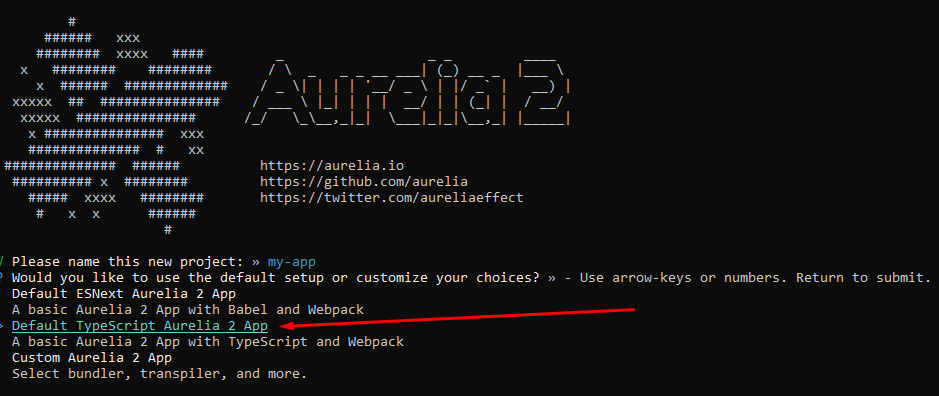 Aurelia 2
https://aurelia.io
https://github.com/aurelia
https://twitter.com/aureliaeffect
Please name this new project: » my-app
? Would you like to use the default setup or customize your choices? » - Use arrow-keys or numbers. Return to submit.
Default ESNext Aurelia 2 App
A basic Aurelia 2 App with Babel and Webpack
Default TypeScript Aurelia 2 App
A basic Aurelia 2 App with TypeScript and Webpack
Custom Aurelia 2 App
Select bundler, transpiler, and more.